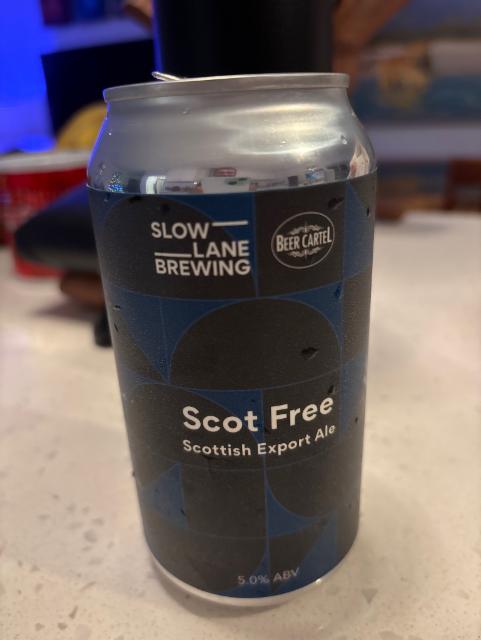 SLOW
LANE
BREWING
BEER CARTEL
Scot Free
Scottish Export Ale
5.0% ABV